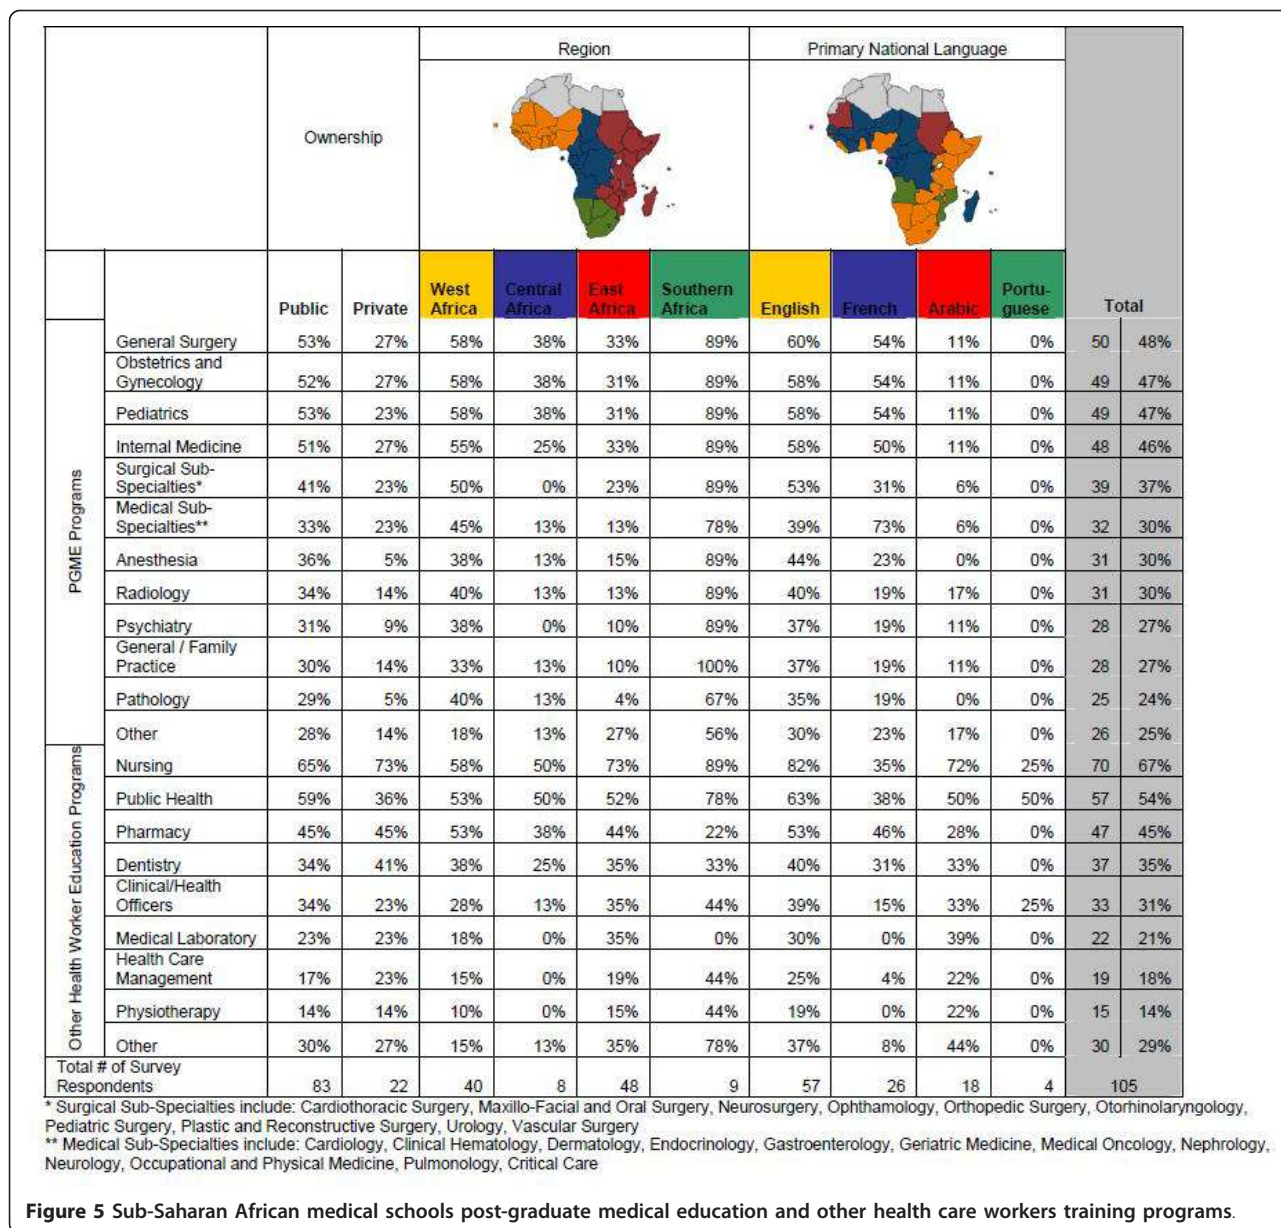 Region Primary National Language
Ownership
Public Private West Africa Central Africa East Africa Southern Africa English French Arabic Portu-guese Total
PGME Programs
General Surgery 53% 27% 58% 38% 33% 89% 60% 54% 11% 0% 50 48%
Obstetrics and
Gynecology 52% 27% 58% 38% 31% 89% 58% 54% 11% 0% 49 47%
Pediatrics 53% 23% 58% 38% 31% 89% 58% 54% 11% 0% 49 47%
Internal Medicine 51% 27% 55% 25% 33% 89% 58% 50% 11% 0% 48 46%
Surgical Sub-
Specialties* 41% 23% 50% 0% 23% 89% 53% 31% 6% 0% 39 37%
Medical Sub-
Specialties** 33% 23% 45% 13% 13% 78% 39% 73% 6% 0% 32 30%
Anesthesia 36% 5% 38% 13% 15% 89% 44% 23% 0% 0% 31 30%
Radiology 34% 14% 40% 13% 13% 89% 40% 19% 17% 0% 31 30%
Psychiatry 31% 9% 38% 0% 10% 89% 37% 19% 11% 0% 28 27%
General / Family
Practice 30% 14% 33% 13% 10% 100% 37% 19% 11% 0% 28 27%
Pathology 29% 5% 40% 13% 4% 67% 35% 19% 0% 0% 25 24%
Other 28% 14% 18% 13% 27% 56% 30% 23% 17% 0% 26 25%
Other Health Worker Education Programs
Nursing 65% 73% 58% 50% 73% 89% 82% 35% 72% 25% 70 67%
Public Health 59% 36% 53% 50% 52% 78% 63% 38% 50% 50% 57 54%
Pharmacy 45% 45% 53% 38% 44% 22% 53% 46% 28% 0% 47 45%
Dentistry 34% 41% 38% 25% 35% 33% 40% 31% 33% 0% 37 35%
Clinical/Health
Officers 34% 23% 28% 13% 35% 44% 39% 15% 33% 25% 33 31%
Medical Laboratory 23% 23% 18% 0% 35% 0% 30% 0% 39% 0% 22 21%
Health Care
Management 17% 23% 15% 0% 19% 44% 25% 4% 22% 0% 19 18%
Physiotherapy 14% 14% 10% 0% 15% 44% 19% 0% 22% 0% 15 14%
Other 30% 27% 15% 13% 35% 78% 37% 8% 44% 0% 30 29%
Total # of Survey
Respondents 83 22 40 8 48 9 57 26 18 4 105
* Surgical Sub-Specialties include: Cardiothoracic Surgery, Maxillo-Facial and Oral Surgery, Neurosurgery, Ophthamology, Orthopedic Surgery, Otorhinolaryngology,
Pediatric Surgery, Plastic and Reconstructive Surgery, Urology, Vascular Surgery
** Medical Sub-Specialties include: Cardiology, Clinical Hematology, Dermatology, Endocrinology, Gastroenterology, Geriatric Medicine, Medical Oncology, Nephrology,
Neurology, Occupational and Physical Medicine, Pulmonology, Critical Care
Figure 5 Sub-Saharan African medical schools post-graduate medical education and other health care workers training programs.